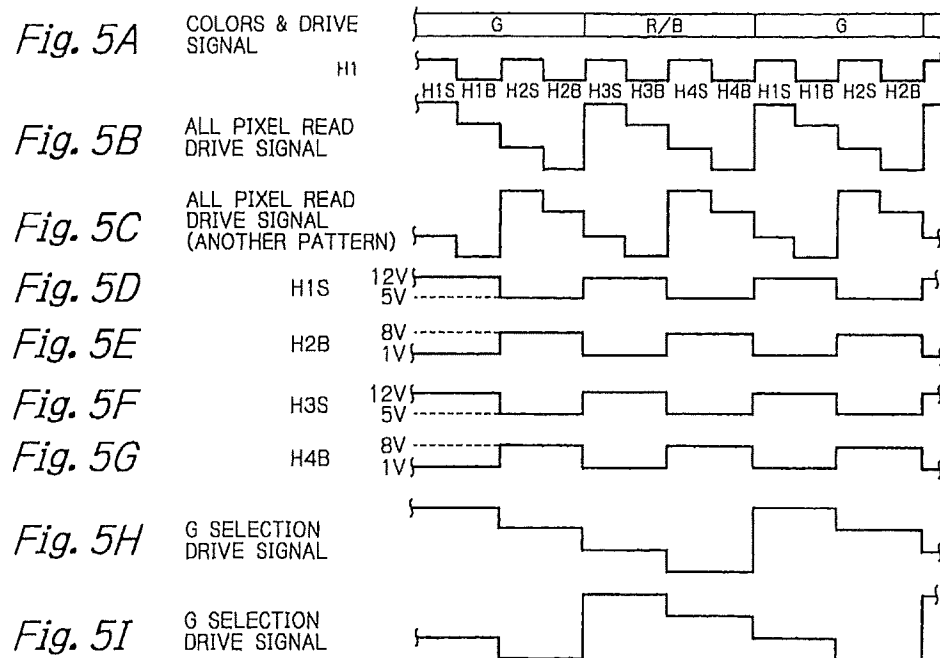 Fig. 5A
COLORS & DRIVE
SIGNAL
G R/B G
H1
H1S H1B H2S H2B H3S H3B H4S H4B H1S H1B H2S H2B
Fig. 5B
ALL PIXEL READ
DRIVE SIGNAL
Fig. 5C
ALL PIXEL READ
DRIVE SIGNAL
(ANOTHER PATTERN)
Fig. 5D
H1S
12V
5V
Fig. 5E
H2B
8V
1V
Fig. 5F
H3S
12V
5V
Fig. 5G
H4B
8V
1V
Fig. 5H
G SELECTION
DRIVE SIGNAL
Fig. 5I
G SELECTION
DRIVE SIGNAL